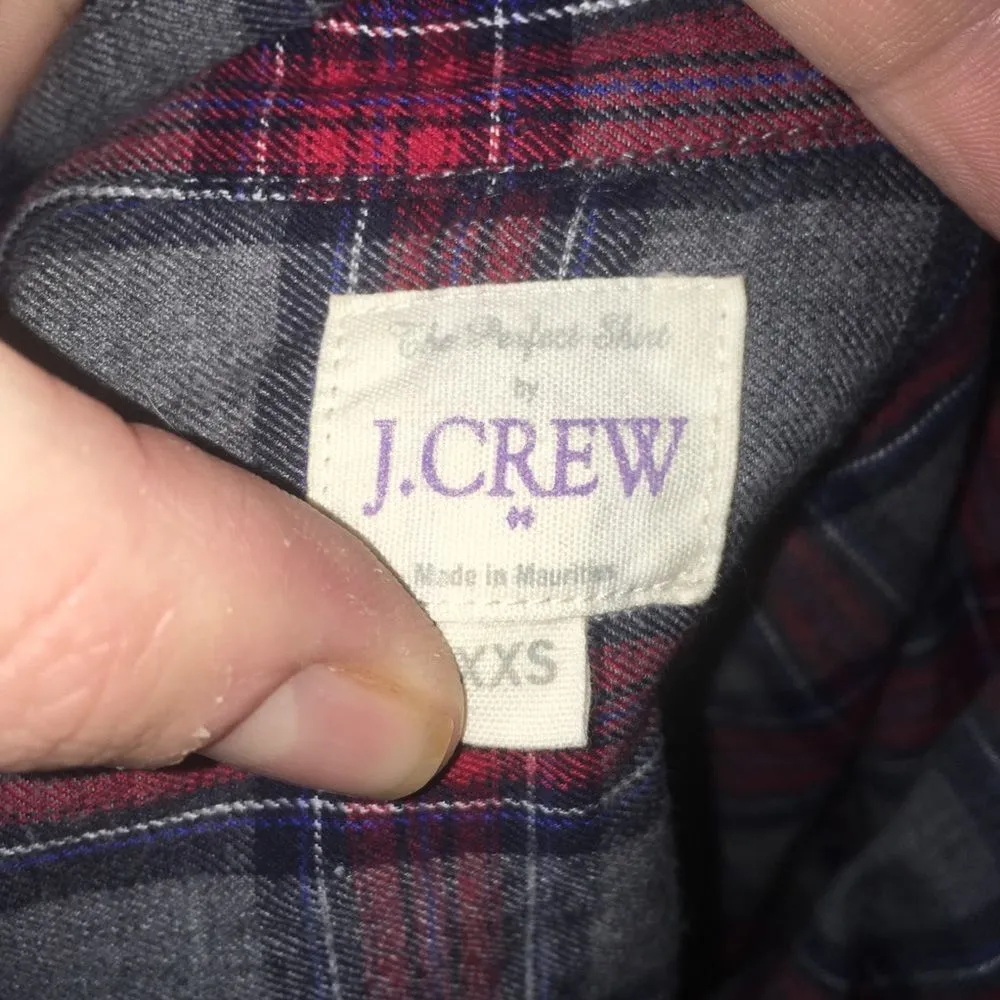 The Perfect Shirt
by
J.CREW
Made in Mauritius
XXS